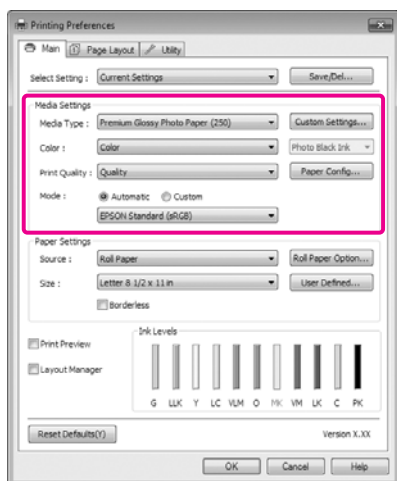 Printing Preferences
Main Page Layout Utility
Select Setting : Current Settings Save/Del...
Media Settings
Media Type : Premium Glossy Photo Paper (250) Custom Settings...
Color : Color Photo Black Ink
Print Quality : Quality Paper Config...
Mode : Automatic Custom
EPSON Standard (sRGB)
Paper Settings
Source : Roll Paper Roll Paper Option...
Size : Letter 8 1/2 x 11 in User Defined...
Borderless
Ink Levels
Print Preview
Layout Manager
G LLK Y LC VLM O MK VM LK C PK
Reset Defaults(Y) Version X.XX
OK Cancel Help